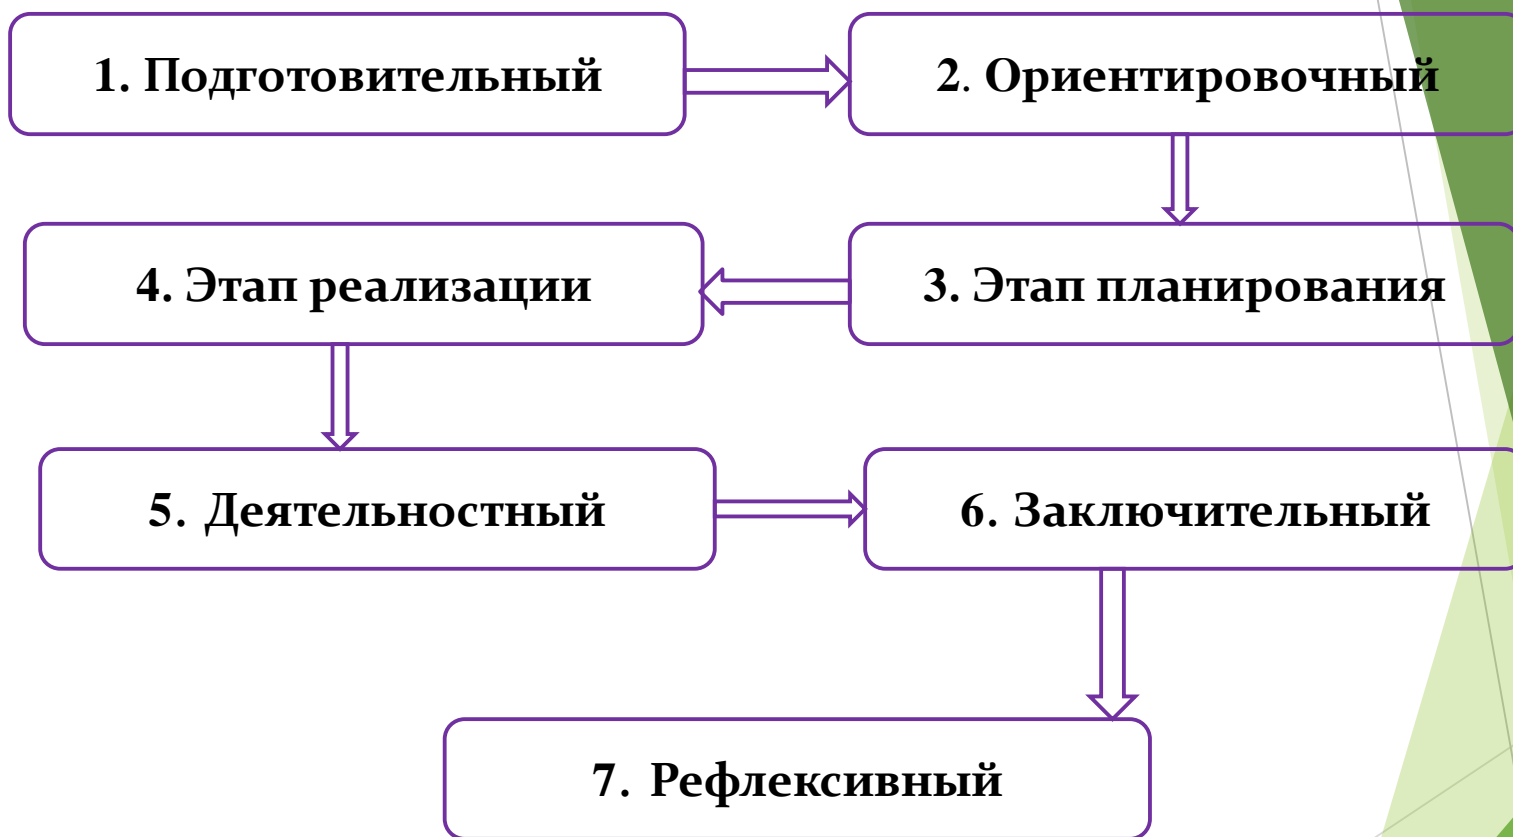 1. Подготовительный
2. Ориентировочный
3. Этап планирования
4. Этап реализации
5. Деятельностный
6. Заключительный
7. Рефлексивный